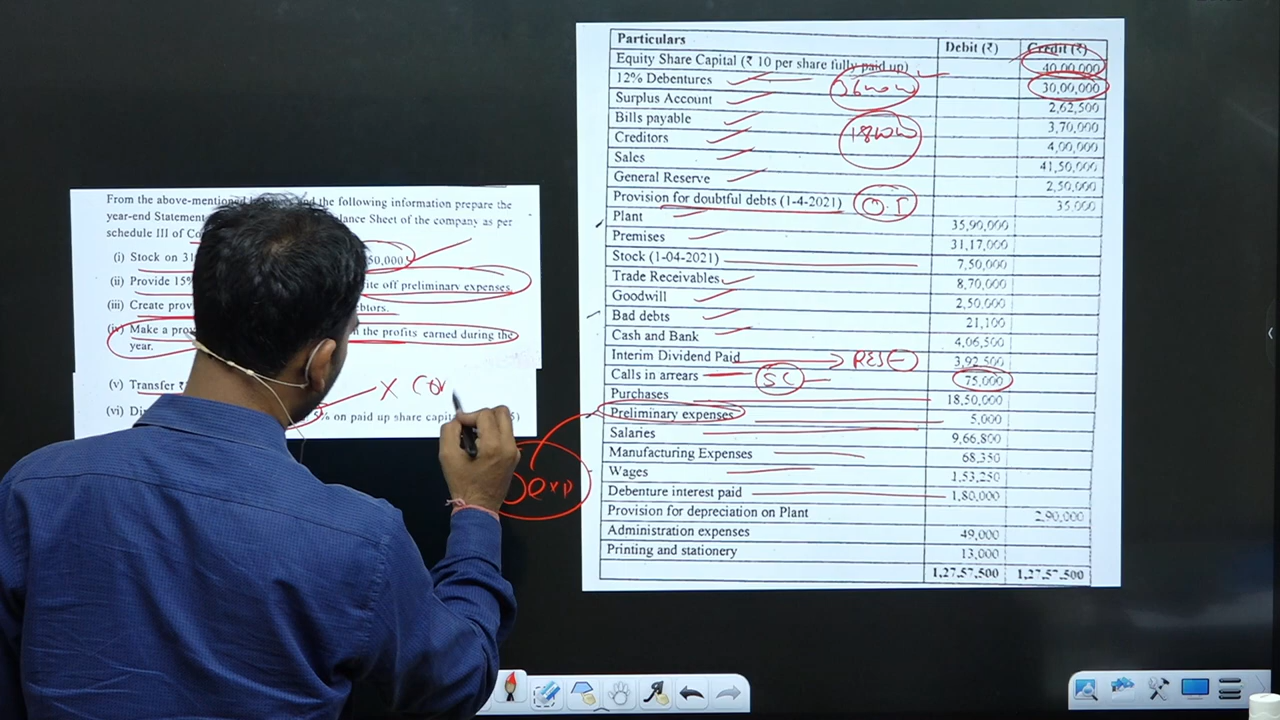 From the above-mention the following information prepare the
year-end Statement lance Sheet of the company as per
schedule III of Co
(i) Stock on 31 50,000.
(ii) Provide 15% ite off preliminary expenses.
(iii) Create prov ebtors.
(iv) Make a prov n the profits earned during the
year.
(v) Transfer ₹
(vi) Di 5% on paid up share capit 5)
X
exp
Particulars Debit (₹) Credit (₹)
Equity Share Capital (₹ 10 per share fully paid up) 40,00,000
12% Debentures 30,00,000
Surplus Account 2,62,500
Bills payable 3,70,000
Creditors 4,00,000
Sales 41,50,000
General Reserve 2,50,000
Provision for doubtful debts (1-4-2021) 35,000
Plant 35,90,000
Premises 31,17,000
Stock (1-04-2021) 7,50,000
Trade Receivables 8,70,000
Goodwill 2,50,000
Bad debts 21,100
Cash and Bank 4,06,500
Interim Dividend Paid 3,92,500
Calls in arrears SC 75,000
Purchases 18,50,000
Preliminary expenses 5,000
Salaries 9,66,800
Manufacturing Expenses 68,350
Wages 1,53,250
Debenture interest paid 1,80,000
Provision for depreciation on Plant 2,90,000
Administration expenses 49,000
Printing and stationery 13,000
1,27,57,500 1,27,57,500